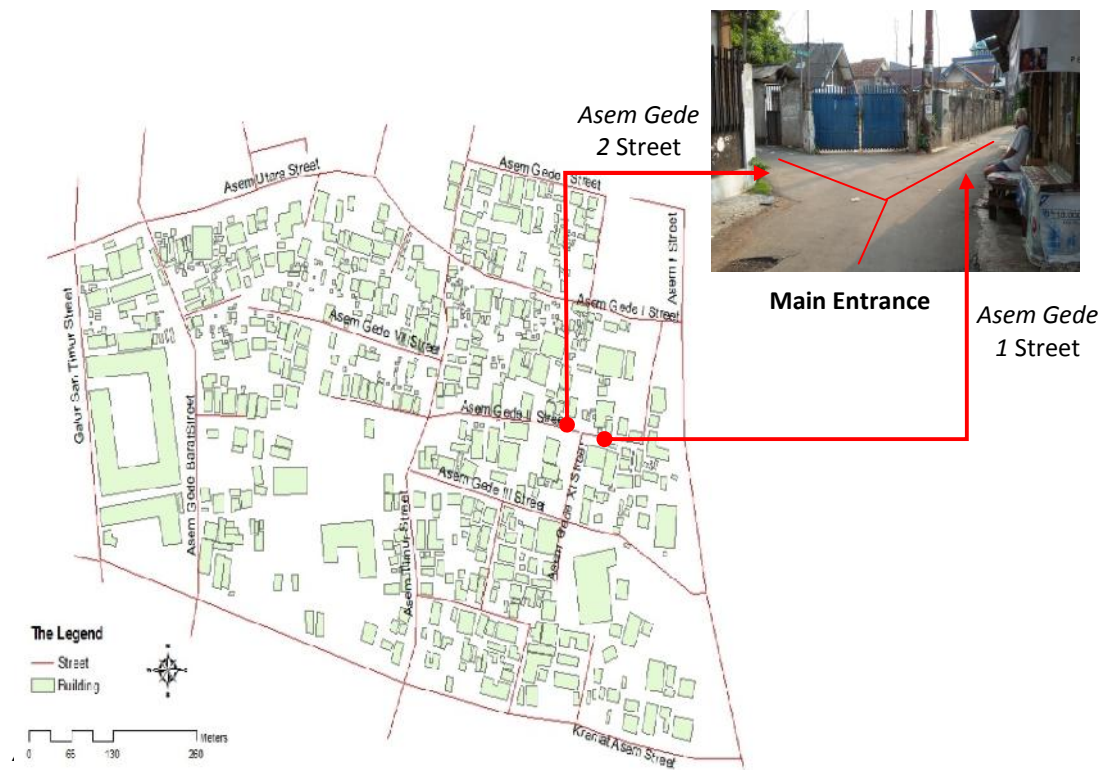 Asem Gede
2 Street
Main Entrance
Asem Gede
1 Street
Asem Utara Street
Asem Gede
Street
Asem II Street
Asem Gede I Street
Asem Gede VIII Street
Gatur Sari Timur Street
Asem Gede Barat Street
Asem Gede II Street
Asem Gede III Street
Asem Gede XI Street
Asem Timur Street
Kramat Asem Street
The Legend
Street
Building
Meters
0 65 130 260